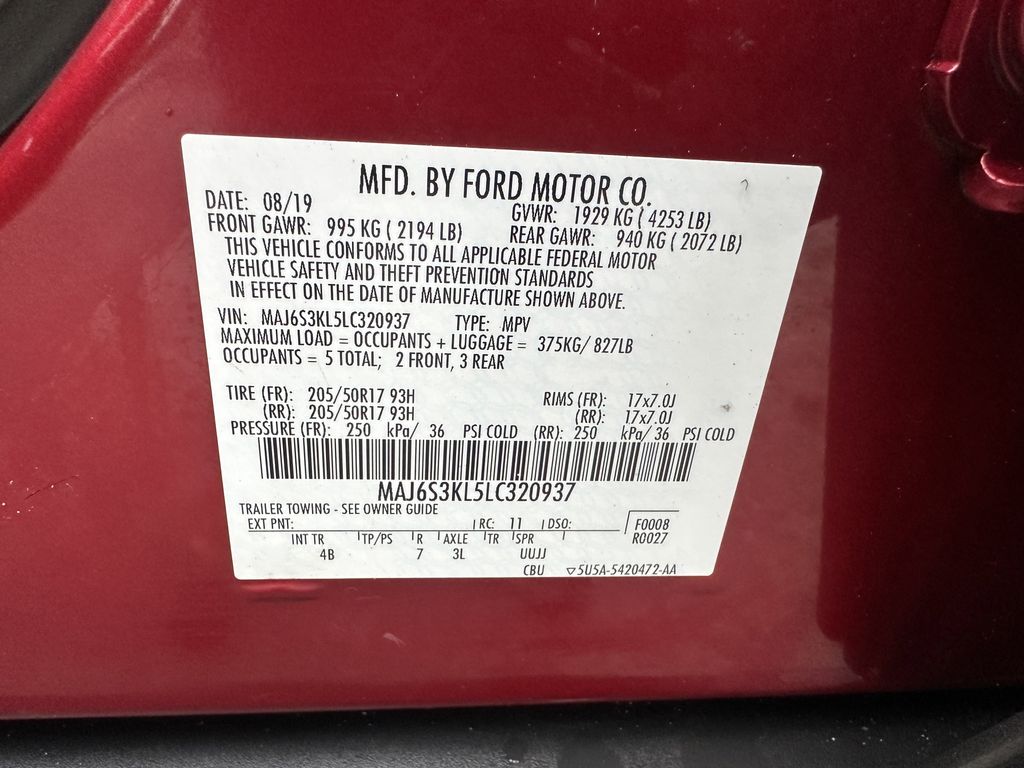 MFD. BY FORD MOTOR CO.
DATE: 08/19 GVWR: 1929 KG ( 4253 LB)
FRONT GAWR: 995 KG ( 2194 LB) REAR GAWR: 940 KG ( 2072 LB)
THIS VEHICLE CONFORMS TO ALL APPLICABLE FEDERAL MOTOR
VEHICLE SAFETY AND THEFT PREVENTION STANDARDS
IN EFFECT ON THE DATE OF MANUFACTURE SHOWN ABOVE.
VIN: MAJ6S3KL5LC320937 TYPE: MPV
MAXIMUM LOAD = OCCUPANTS + LUGGAGE = 375KG/ 827LB
OCCUPANTS = 5 TOTAL; 2 FRONT, 3 REAR
TIRE (FR): 205/50R17 93H RIMS (FR): 17x7.0J
(RR): 205/50R17 93H (RR): 17x7.0J
PRESSURE (FR): 250 kPa/ 36 PSI COLD (RR): 250 kPa/ 36 PSI COLD
MAJ6S3KL5LC320937
TRAILER TOWING - SEE OWNER GUIDE
EXT PNT: RC: 11 DSO: F0008
R0027
INT TR TP/PS R AXLE TR SPR
4B 7 3L UUJJ
CBU ▽5U5A-5420472-AA